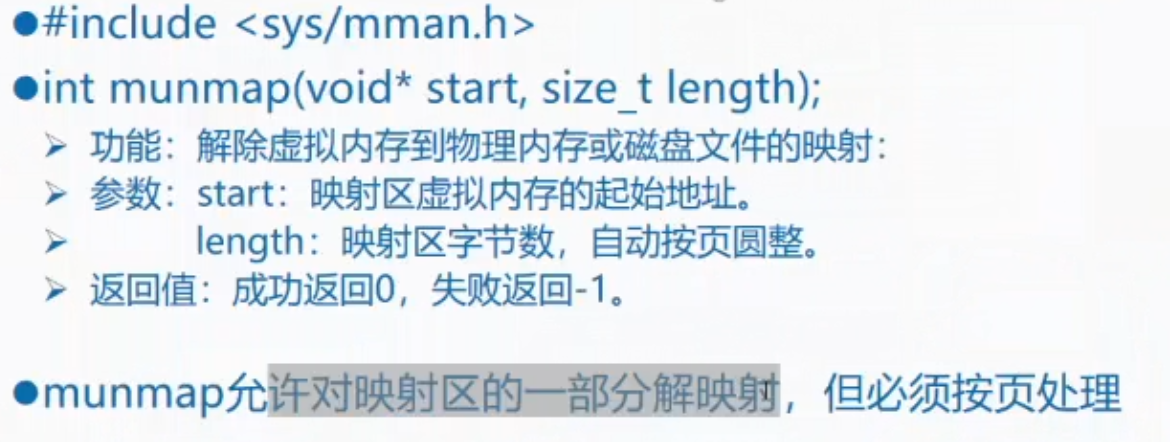 ●#include <sys/mman.h>
●int munmap(void* start, size_t length);
➢ 功能：解除虚拟内存到物理内存或磁盘文件的映射：
➢ 参数：start：映射区虚拟内存的起始地址。
➢ length：映射区字节数，自动按页圆整。
➢ 返回值：成功返回0，失败返回-1。
●munmap允许对映射区的一部分解映射，但必须按页处理